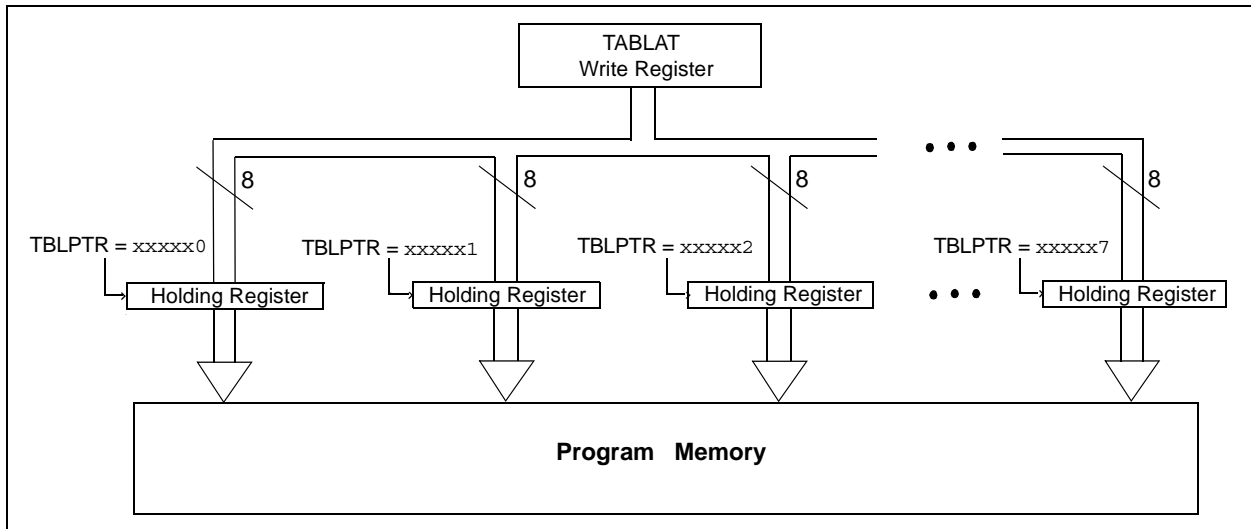 TABLAT
Write Register
8
8
8
8
TBLPTR = xxxxx0
TBLPTR = xxxxx1
TBLPTR = xxxxx2
TBLPTR = xxxxx7
Holding Register
Holding Register
Holding Register
Holding Register
Program Memory